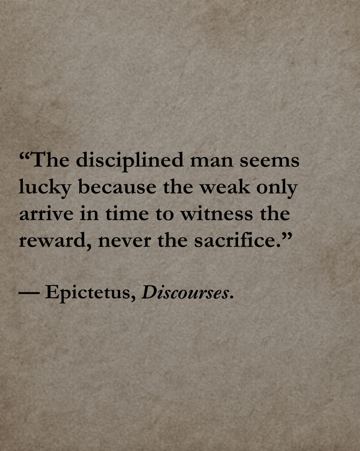 “The disciplined man seems
lucky because the weak only
arrive in time to witness the
reward, never the sacrifice.”
— Epictetus, Discourses.